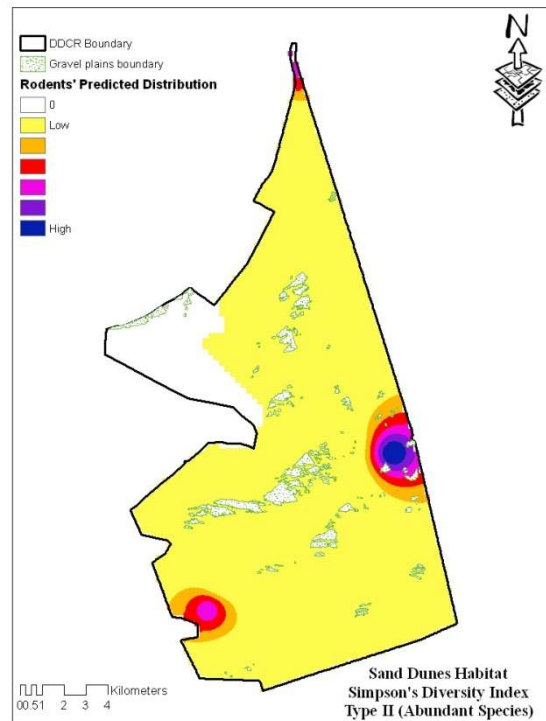 DDCR Boundary
Gravel plains boundary
Rodents' Predicted Distribution
0
Low
High
N
Kilometers
00.51 2 3 4
Sand Dunes Habitat
Simpson's Diversity Index
Type II (Abundant Species)